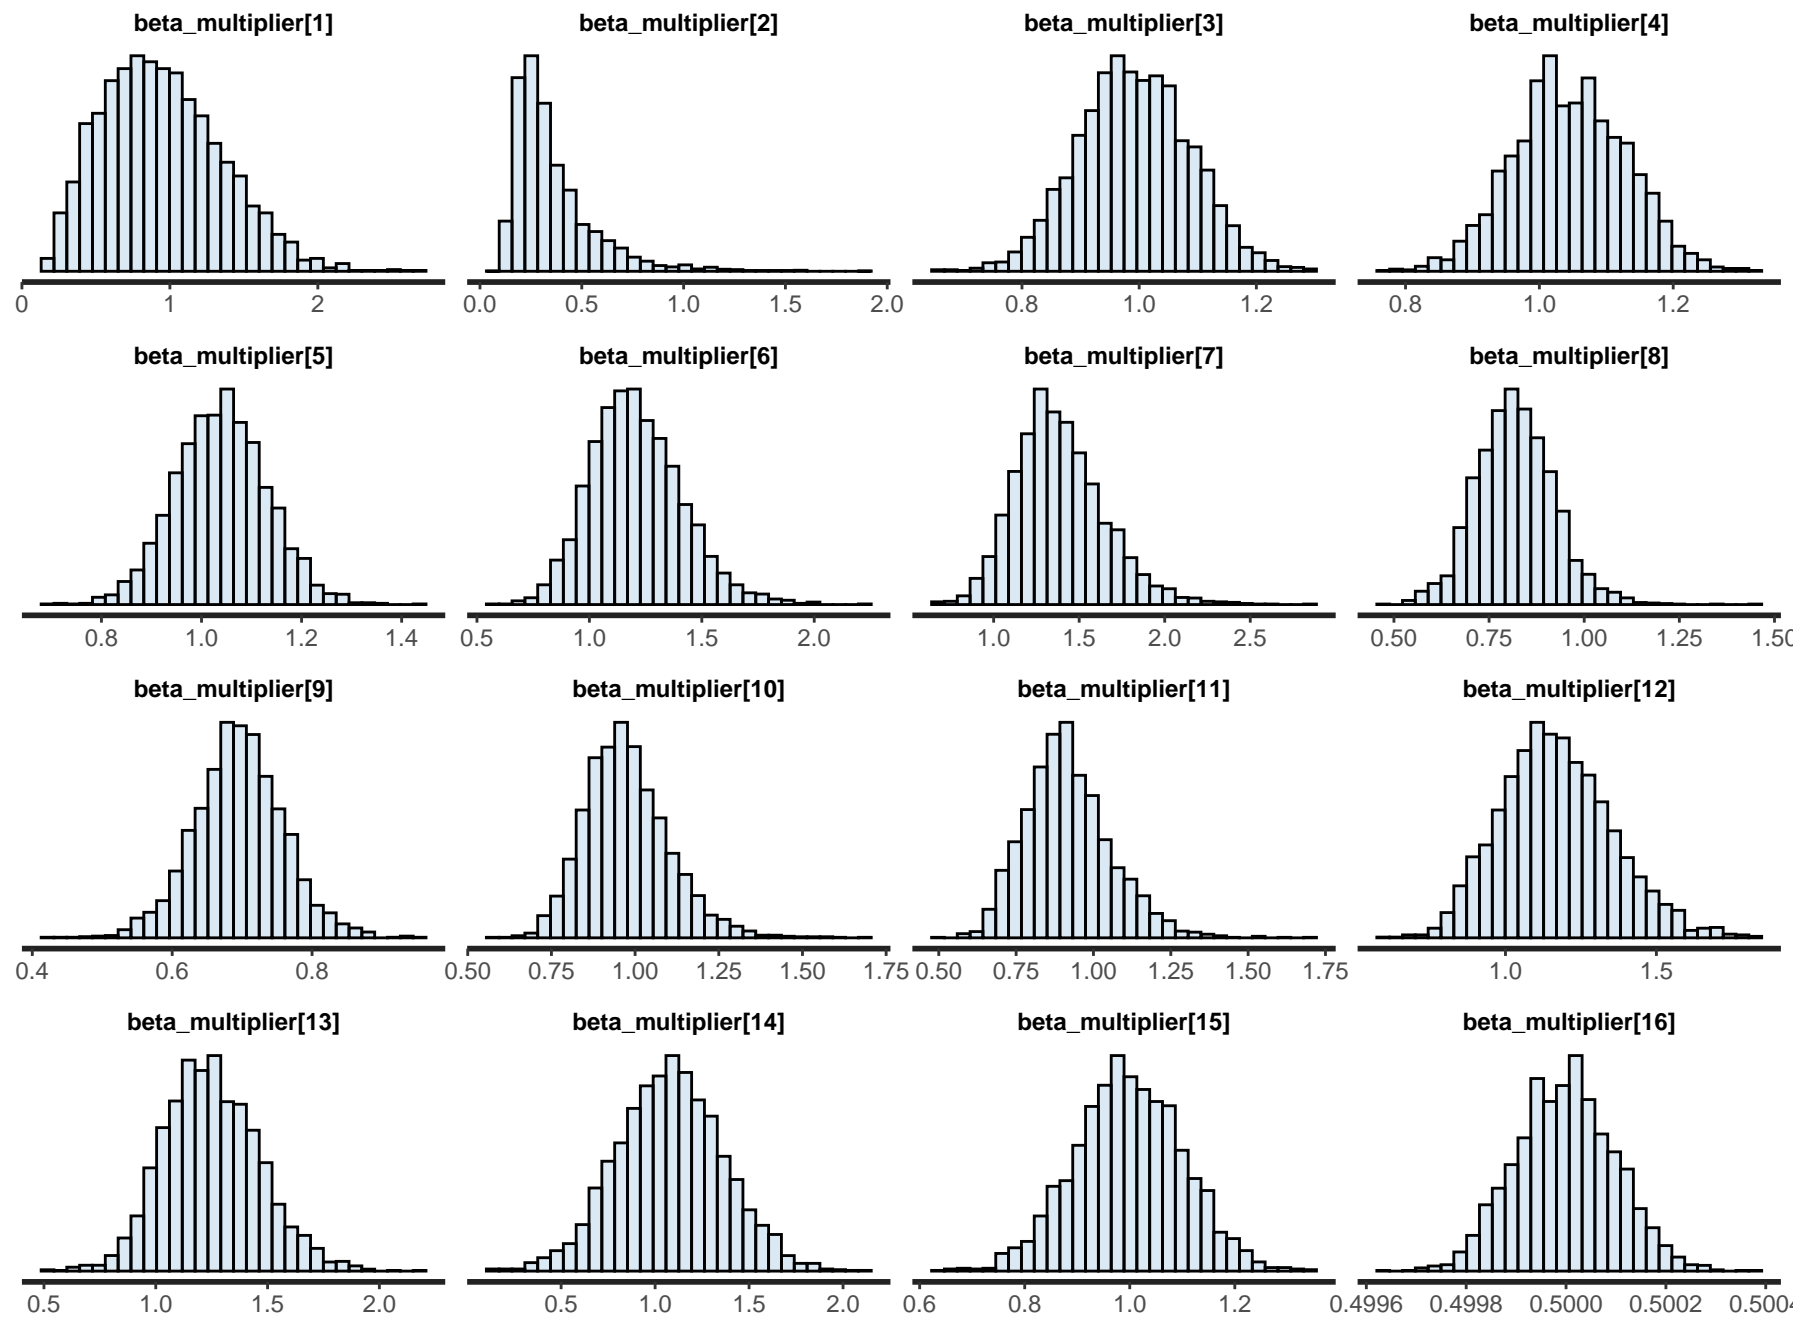 beta_multiplier[1] beta_multiplier[2] beta_multiplier[3] beta_multiplier[4]
0 1 2 0.0 0.5 1.0 1.5 2.0 0.8 1.0 1.2 0.8 1.0 1.2
beta_multiplier[5] beta_multiplier[6] beta_multiplier[7] beta_multiplier[8]
0.8 1.0 1.2 1.4 0.5 1.0 1.5 2.0 1.0 1.5 2.0 2.5 0.50 0.75 1.00 1.25 1.50
beta_multiplier[9] beta_multiplier[10] beta_multiplier[11] beta_multiplier[12]
0.4 0.6 0.8 0.50 0.75 1.00 1.25 1.50 1.75 0.50 0.75 1.00 1.25 1.50 1.75 1.0 1.5
beta_multiplier[13] beta_multiplier[14] beta_multiplier[15] beta_multiplier[16]
0.5 1.0 1.5 2.0 0.5 1.0 1.5 2.0 0.6 0.8 1.0 1.2 0.4996 0.4998 0.5000 0.5002 0.5004